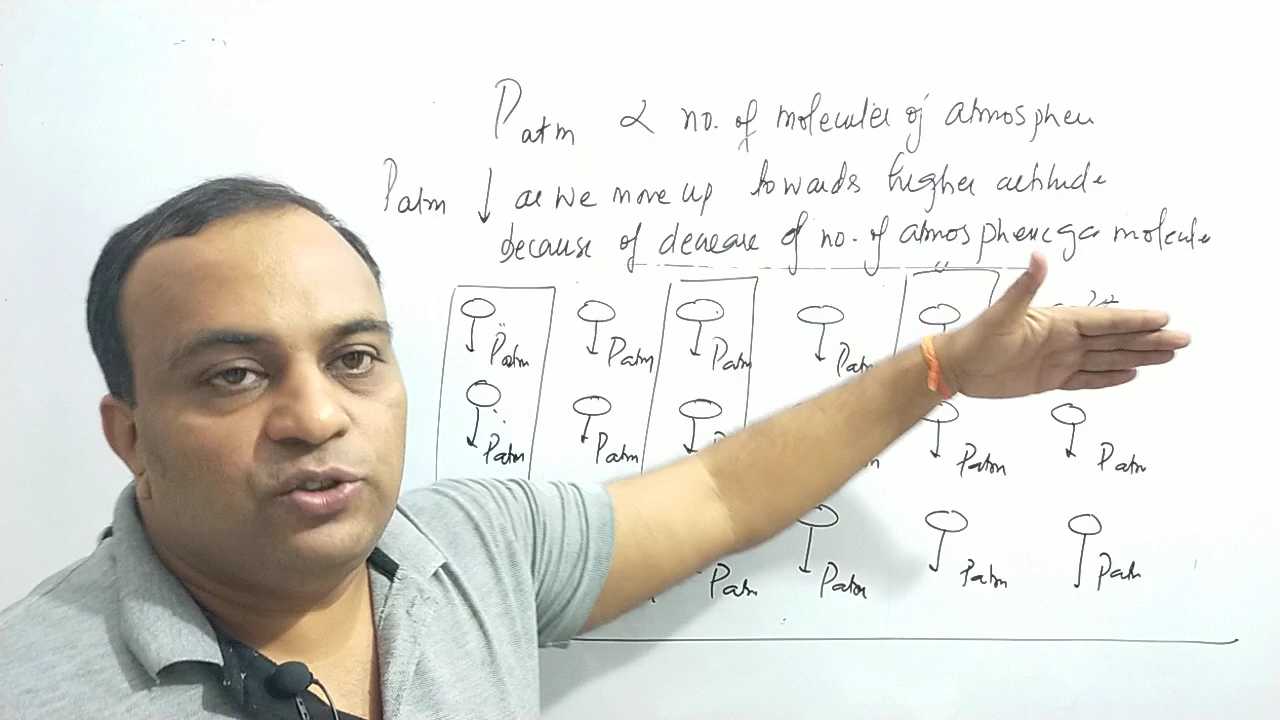 Patm ∝ no. of molecules of atmosphere
Patm ↓ as we move up towards higher altitude
because of decrease of no. of atmospheric gas molecule
Patm Patm Patm Patm
Patm Patm Patm Patm
Patm Patm Patm Patm Patm